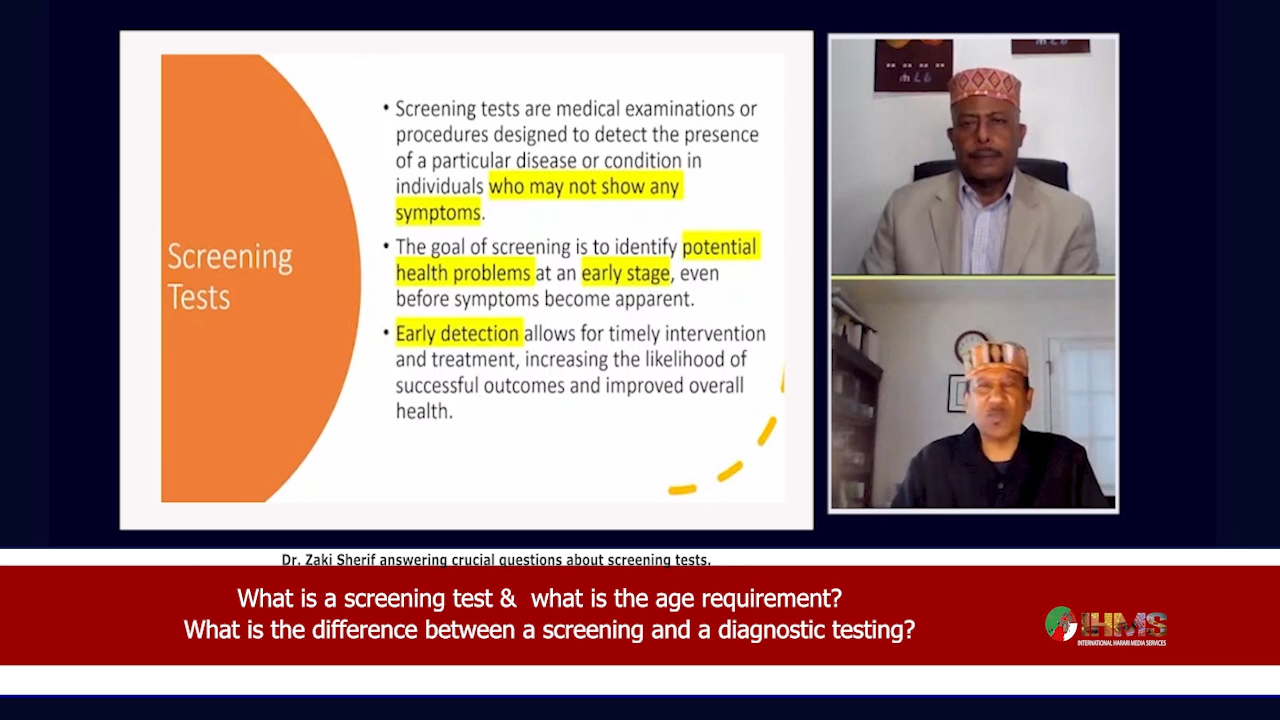 Screening
Tests
• Screening tests are medical examinations or
procedures designed to detect the presence
of a particular disease or condition in
individuals who may not show any
symptoms.
• The goal of screening is to identify potential
health problems at an early stage, even
before symptoms become apparent.
• Early detection allows for timely intervention
and treatment, increasing the likelihood of
successful outcomes and improved overall
health.
Dr. Zaki Sherif answering crucial questions about screening tests.
What is a screening test & what is the age requirement?
What is the difference between a screening and a diagnostic testing?
IHMS
INTERNATIONAL HARARI MEDIA SERVICES